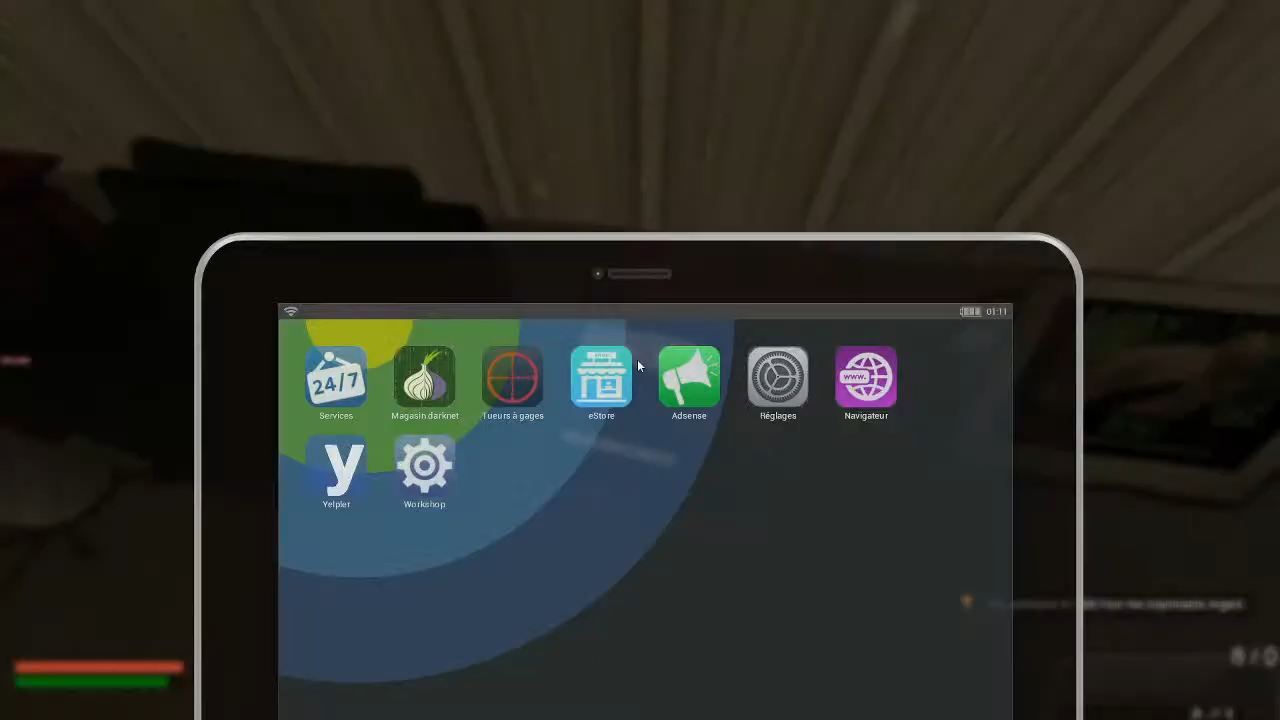 01:11
24/7
www.
Services
Magasin darknet
Tueurs à gages
eStore
Adsense
Réglages
Navigateur
y
Yelpler
Workshop